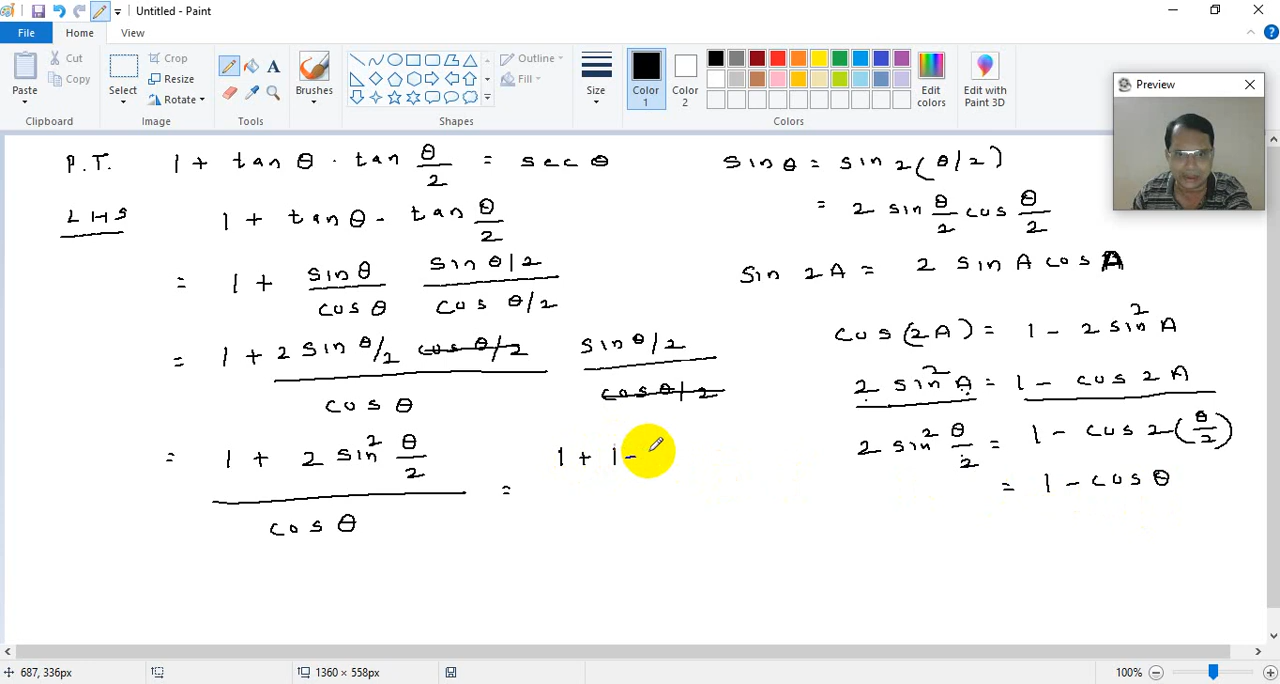 Untitled - Paint
File Home View
Paste Cut Copy Clipboard
Select Crop Resize Rotate Image
Tools
Brushes
Shapes Outline Fill
Size
Color 1 Color 2 Edit colors Colors
Edit with Paint 3D
Preview
P.T. 1 + tan θ · tan θ/2 = sec θ
LHS 1 + tan θ · tan θ/2
= 1 + sin θ / cos θ sin θ/2 / cos θ/2
= 1 + 2 sin θ/2 cos θ/2 / cos θ sin θ/2 / cos θ/2
= 1 + 2 sin² θ/2 / cos θ = 1 + 1 -
sin θ = sin 2(θ/2)
= 2 sin θ/2 cos θ/2
sin 2A = 2 sin A cos A
cos(2A) = 1 - 2 sin² A
2 sin² A = 1 - cos 2A
2 sin² θ/2 = 1 - cos 2(θ/2)
= 1 - cos θ
687, 336px 1360 × 558px 100%